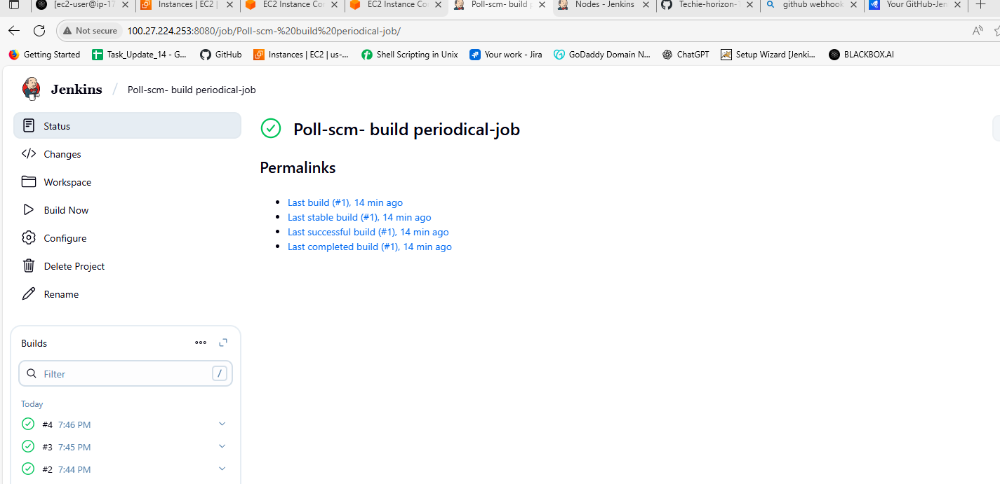 [ec2-user@ip-17
Instances | EC2 |
EC2 Instance Co
EC2 Instance Co
Poll-scm- build p
Nodes - Jenkins
Techie-horizon-1
github webhook
Your GitHub-Jen
Not secure 100.27.224.253:8080/job/Poll-scm-%20build%20periodical-job/
Getting Started Task_Update_14 - G... GitHub Instances | EC2 | us-... Shell Scripting in Unix Your work - Jira GoDaddy Domain N... ChatGPT Setup Wizard [Jenki... BLACKBOX.AI
Jenkins / Poll-scm- build periodical-job
Status
Changes
Workspace
Build Now
Configure
Delete Project
Rename
Poll-scm- build periodical-job
Permalinks
Last build (#1), 14 min ago
Last stable build (#1), 14 min ago
Last successful build (#1), 14 min ago
Last completed build (#1), 14 min ago
Builds
Filter /
Today
#4 7:46 PM
#3 7:45 PM
#2 7:44 PM